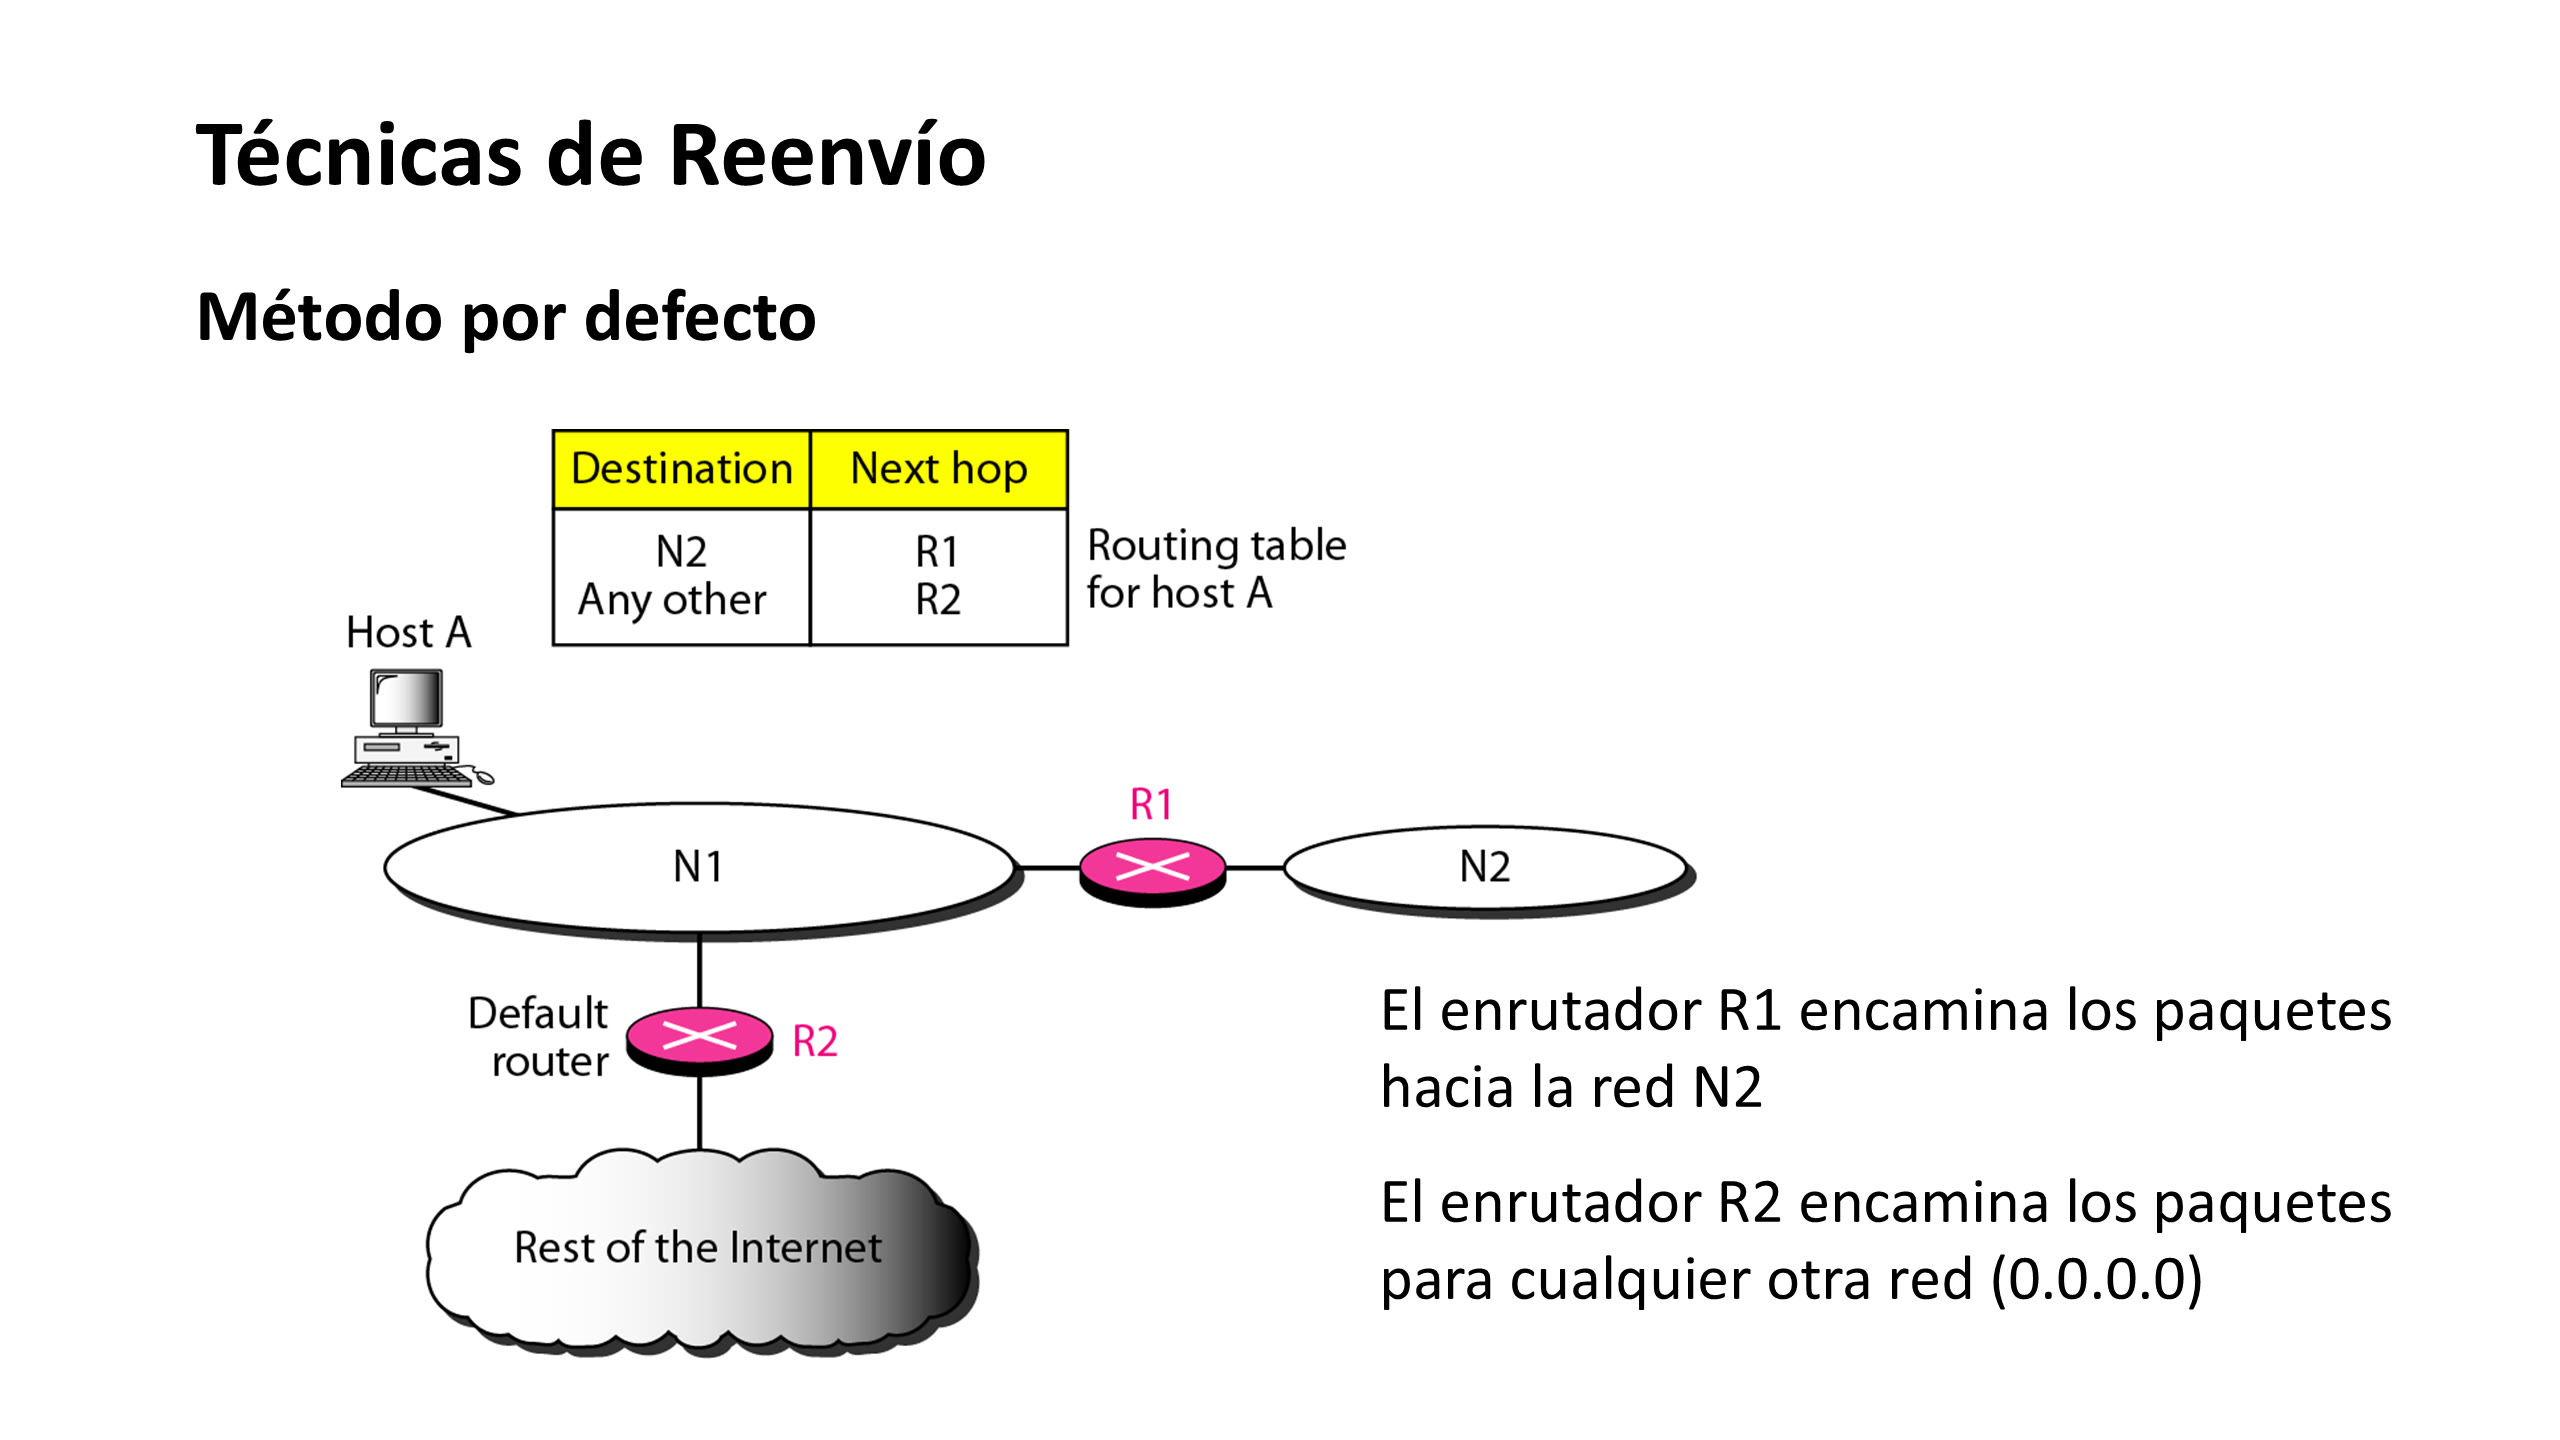 Técnicas de Reenvío
Método por defecto
Destination Next hop
N2 R1
Any other R2
Routing table
for host A
Host A
R1
N1
N2
Default
router
R2
Rest of the Internet
El enrutador R1 encamina los paquetes
hacia la red N2
El enrutador R2 encamina los paquetes
para cualquier otra red (0.0.0.0)